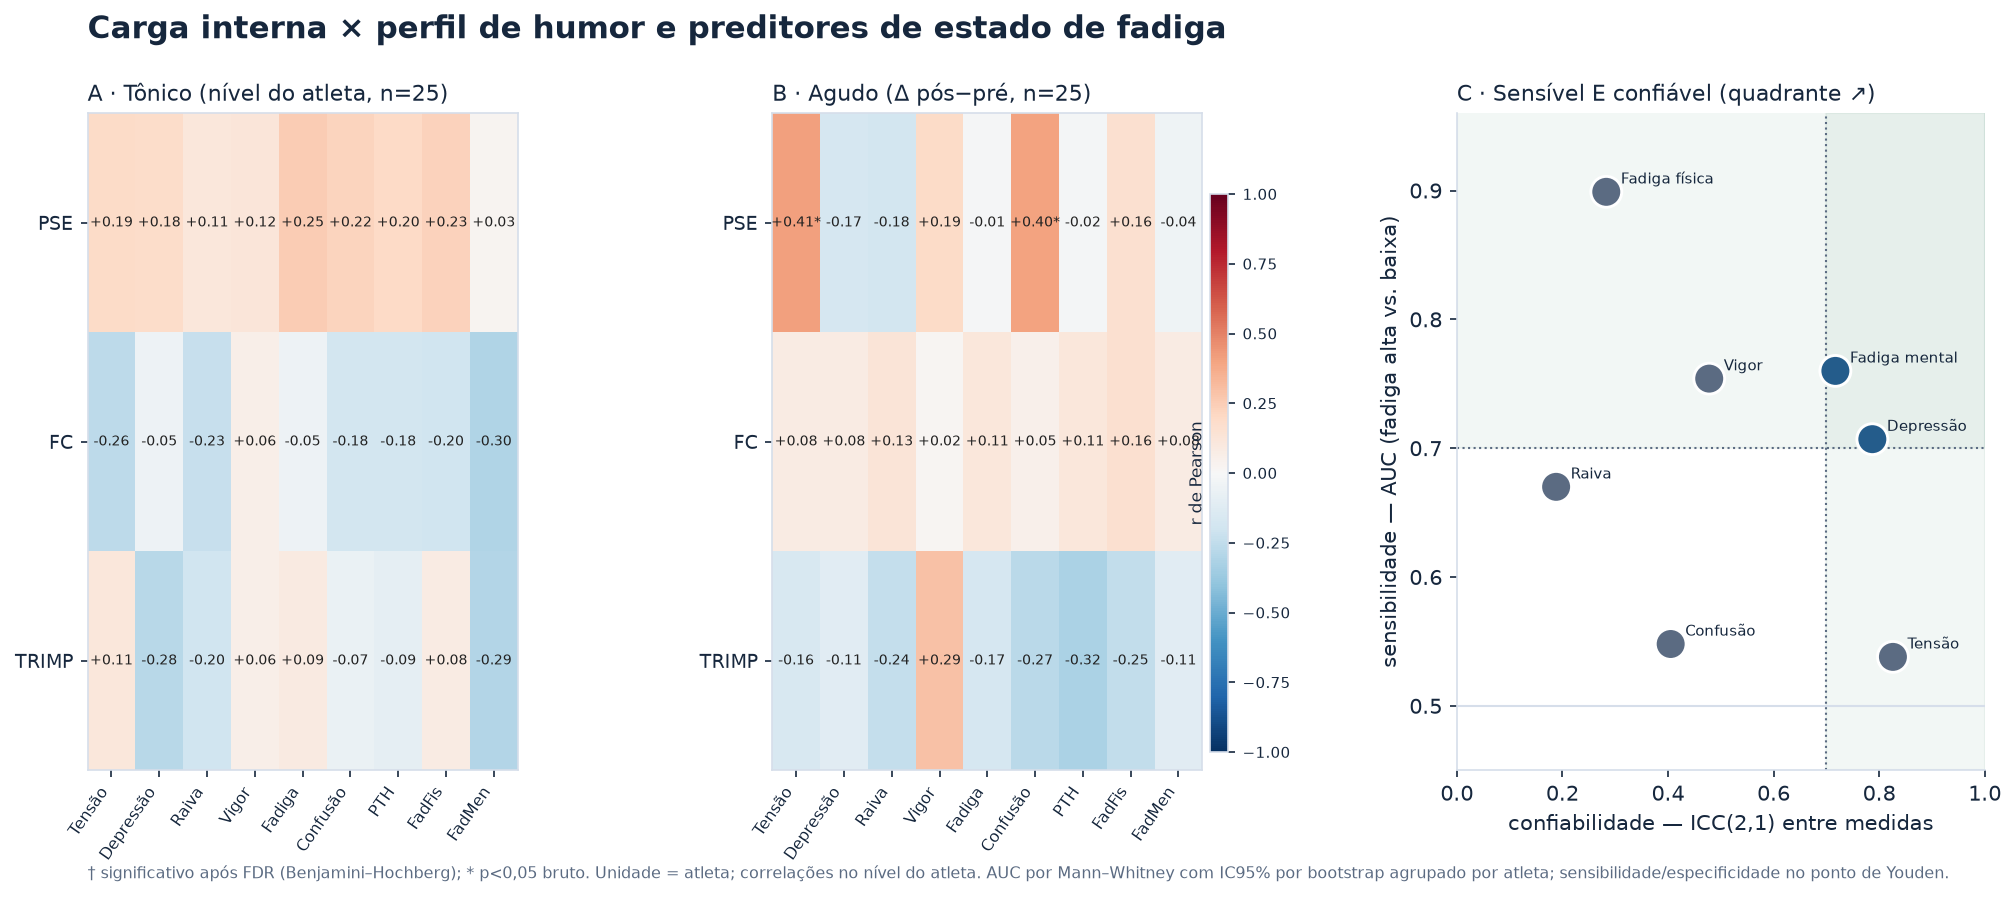 Carga interna × perfil de humor e preditores de estado de fadiga
A · Tônico (nível do atleta, n=25)
PSE
+0.19 +0.18 +0.11 +0.12 +0.25 +0.22 +0.20 +0.23 +0.03
FC
-0.26 -0.05 -0.23 +0.06 -0.05 -0.18 -0.18 -0.20 -0.30
TRIMP
+0.11 -0.28 -0.20 +0.06 +0.09 -0.07 -0.09 +0.08 -0.29
Tensão
Depressão
Raiva
Vigor
Fadiga
Confusão
PTH
FadFis
FadMen
B · Agudo (Δ pós−pré, n=25)
PSE
+0.41* -0.17 -0.18 +0.19 -0.01 +0.40* -0.02 +0.16 -0.04
FC
+0.08 +0.08 +0.13 +0.02 +0.11 +0.05 +0.11 +0.16 +0.09
TRIMP
-0.16 -0.11 -0.24 +0.29 -0.17 -0.27 -0.32 -0.25 -0.11
Tensão
Depressão
Raiva
Vigor
Fadiga
Confusão
PTH
FadFis
FadMen
r de Pearson
1.00
0.75
0.50
0.25
0.00
−0.25
−0.50
−0.75
−1.00
C · Sensível E confiável (quadrante ↗)
sensibilidade — AUC (fadiga alta vs. baixa)
0.9
0.8
0.7
0.6
0.5
Fadiga física
Vigor
Fadiga mental
Depressão
Raiva
Confusão
Tensão
0.0 0.2 0.4 0.6 0.8 1.0
confiabilidade — ICC(2,1) entre medidas
† significativo após FDR (Benjamini–Hochberg); * p<0,05 bruto. Unidade = atleta; correlações no nível do atleta. AUC por Mann–Whitney com IC95% por bootstrap agrupado por atleta; sensibilidade/especificidade no ponto de Youden.